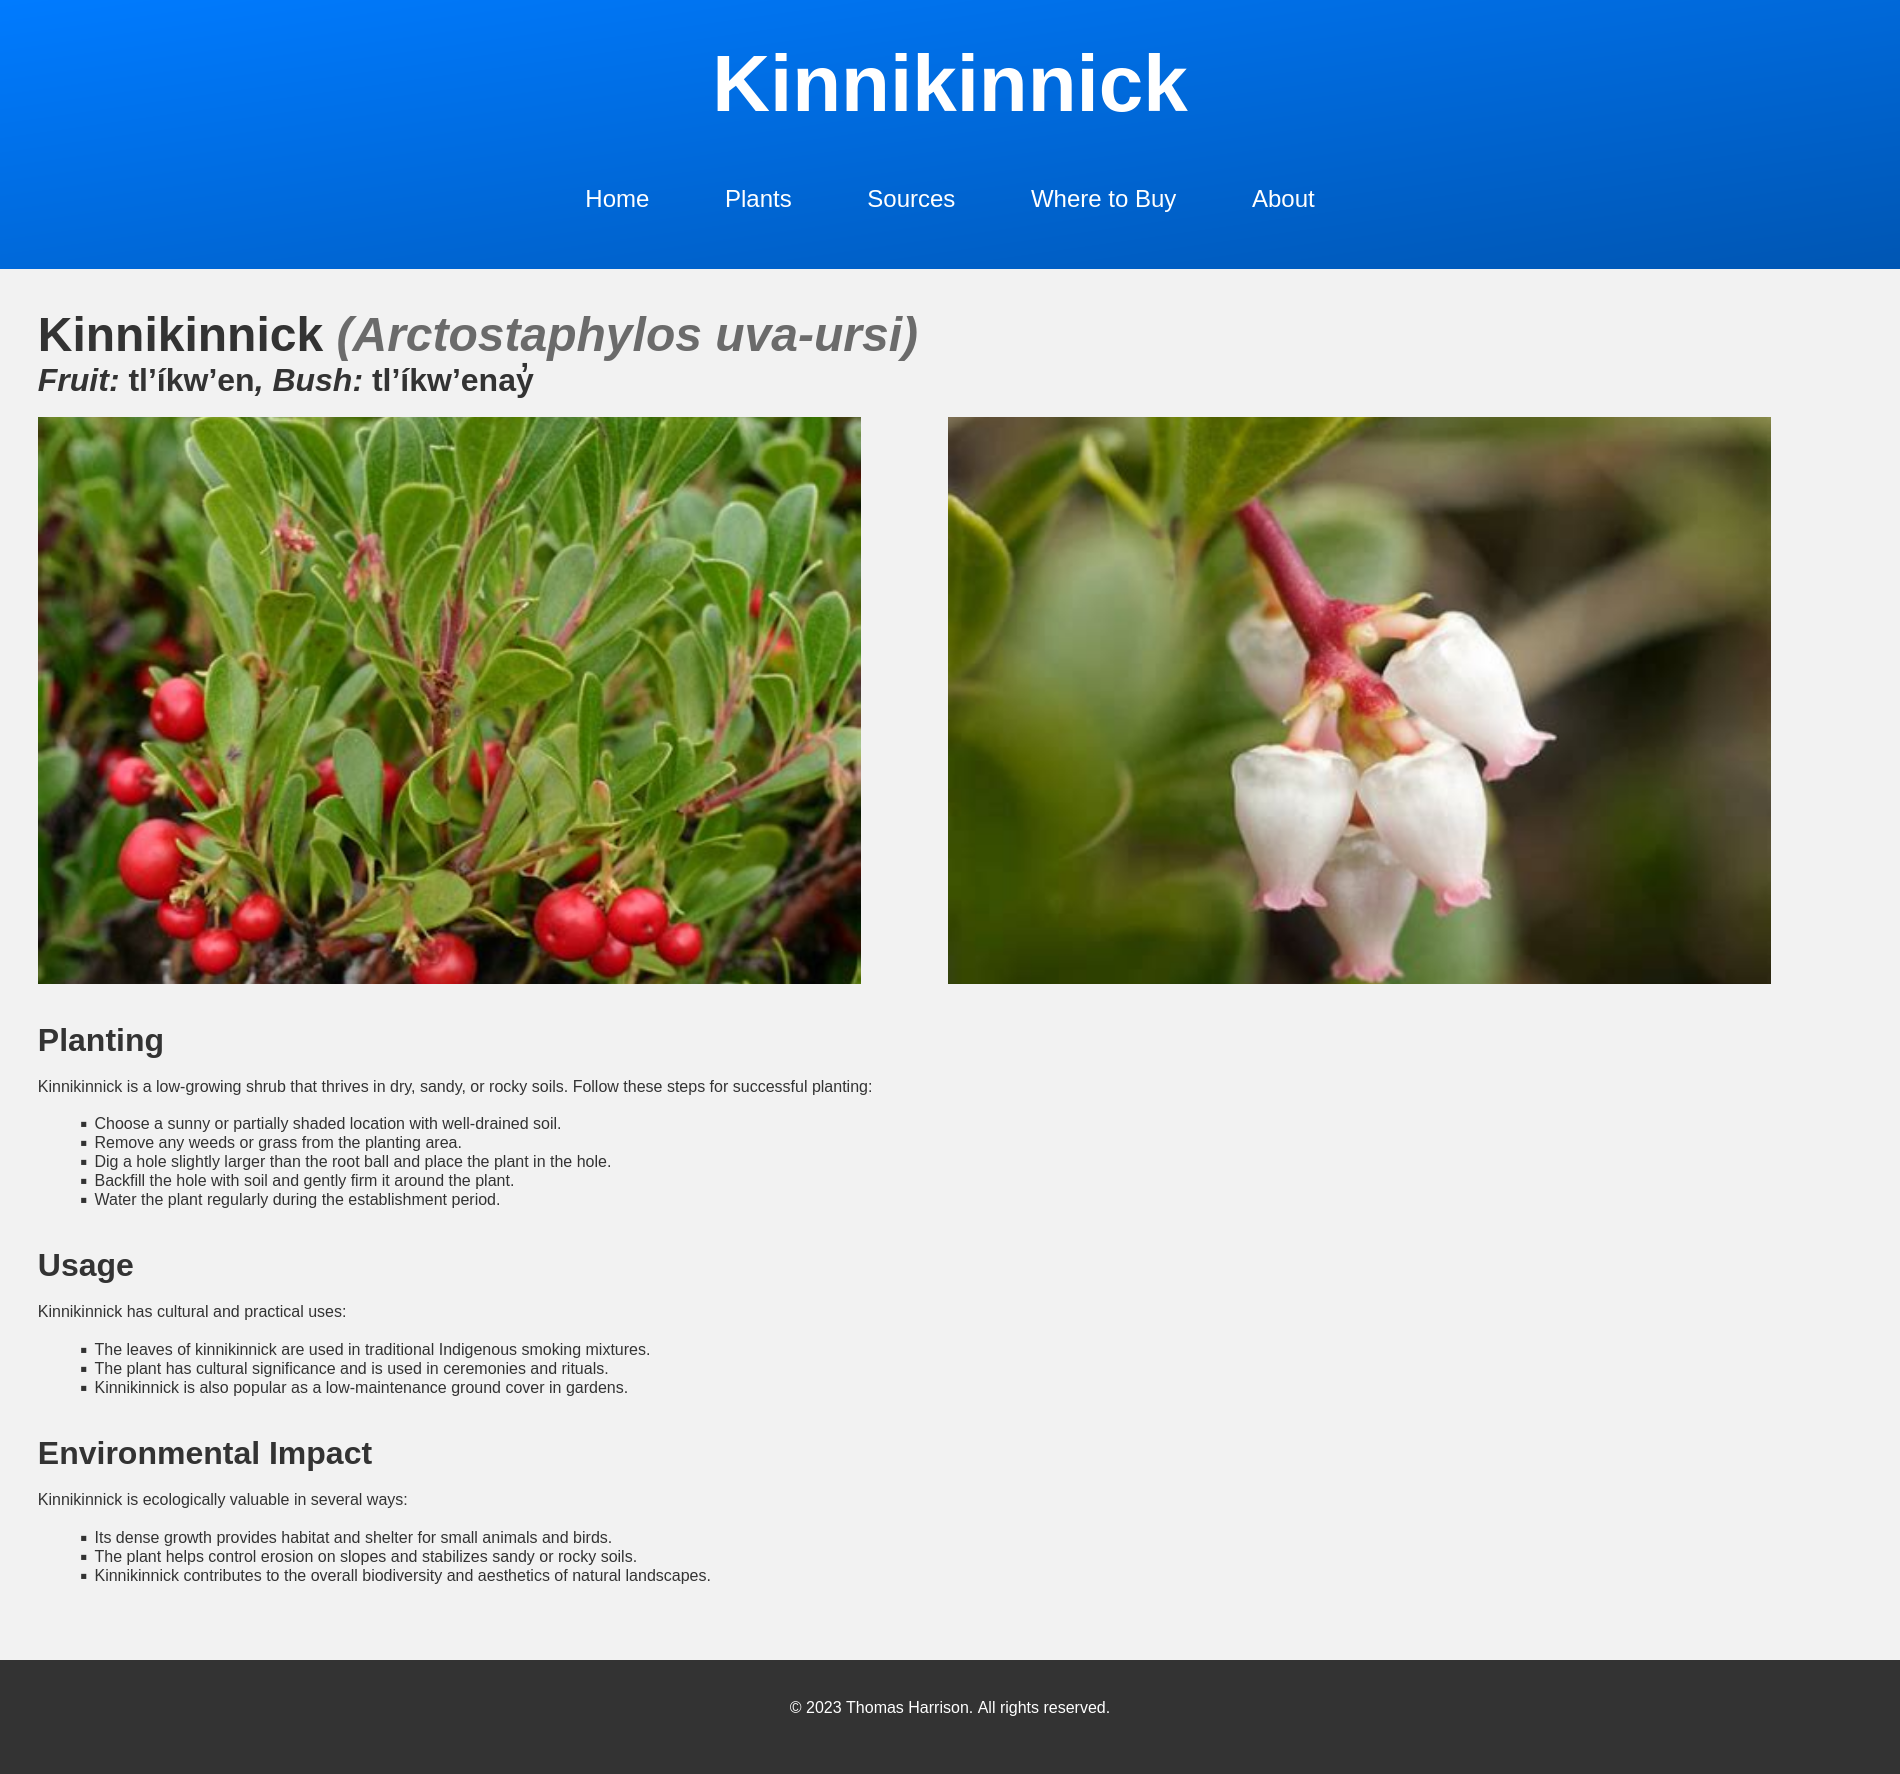 Kinnikinnick
Home Plants Sources Where to Buy About
Kinnikinnick (Arctostaphylos uva-ursi)
Fruit: tl’íkw’en, Bush: tl’íkw’enay̓
Planting
Kinnikinnick is a low-growing shrub that thrives in dry, sandy, or rocky soils. Follow these steps for successful planting:
▪ Choose a sunny or partially shaded location with well-drained soil.
▪ Remove any weeds or grass from the planting area.
▪ Dig a hole slightly larger than the root ball and place the plant in the hole.
▪ Backfill the hole with soil and gently firm it around the plant.
▪ Water the plant regularly during the establishment period.
Usage
Kinnikinnick has cultural and practical uses:
▪ The leaves of kinnikinnick are used in traditional Indigenous smoking mixtures.
▪ The plant has cultural significance and is used in ceremonies and rituals.
▪ Kinnikinnick is also popular as a low-maintenance ground cover in gardens.
Environmental Impact
Kinnikinnick is ecologically valuable in several ways:
▪ Its dense growth provides habitat and shelter for small animals and birds.
▪ The plant helps control erosion on slopes and stabilizes sandy or rocky soils.
▪ Kinnikinnick contributes to the overall biodiversity and aesthetics of natural landscapes.
© 2023 Thomas Harrison. All rights reserved.